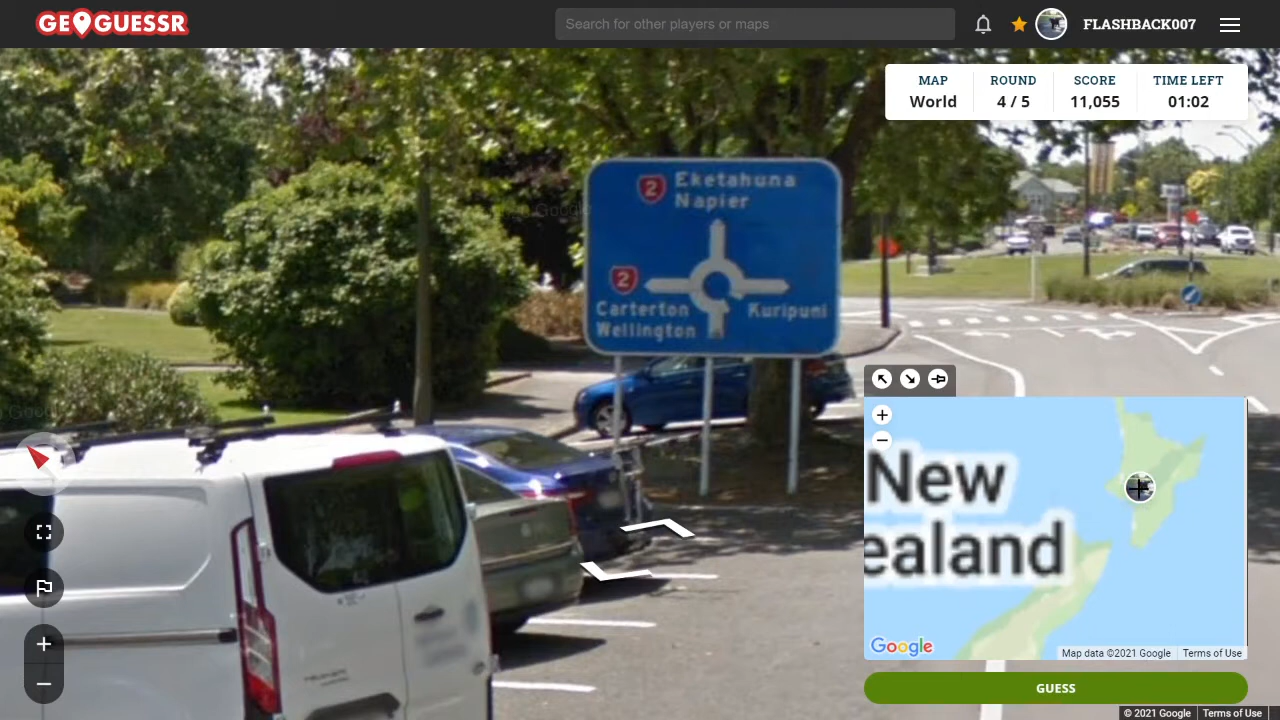 GEOGUESSR
Search for other players or maps
FLASHBACK007
MAP
World
ROUND
4 / 5
SCORE
11,055
TIME LEFT
01:02
2 Eketahuna
Napier
2
Carterton
Wellington
Kuripuni
Google
Google
New
ealand
Google
Map data ©2021 Google
Terms of Use
GUESS
© 2021 Google
Terms of Use